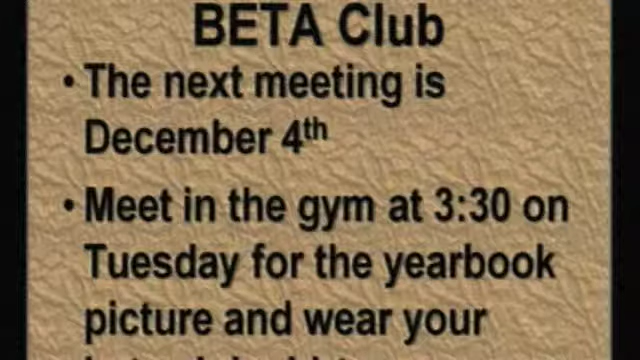 BETA Club
• The next meeting is
December 4th
• Meet in the gym at 3:30 on
Tuesday for the yearbook
picture and wear your